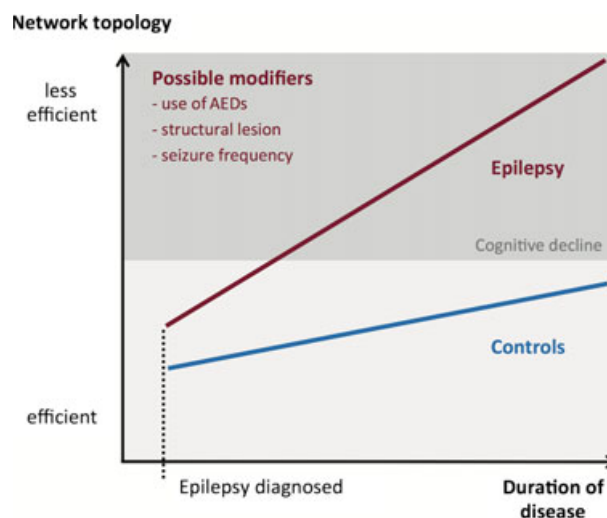 Network topology
less
efficient
Possible modifiers
- use of AEDs
- structural lesion
- seizure frequency
Epilepsy
Cognitive decline
Controls
efficient
Epilepsy diagnosed
Duration of
disease